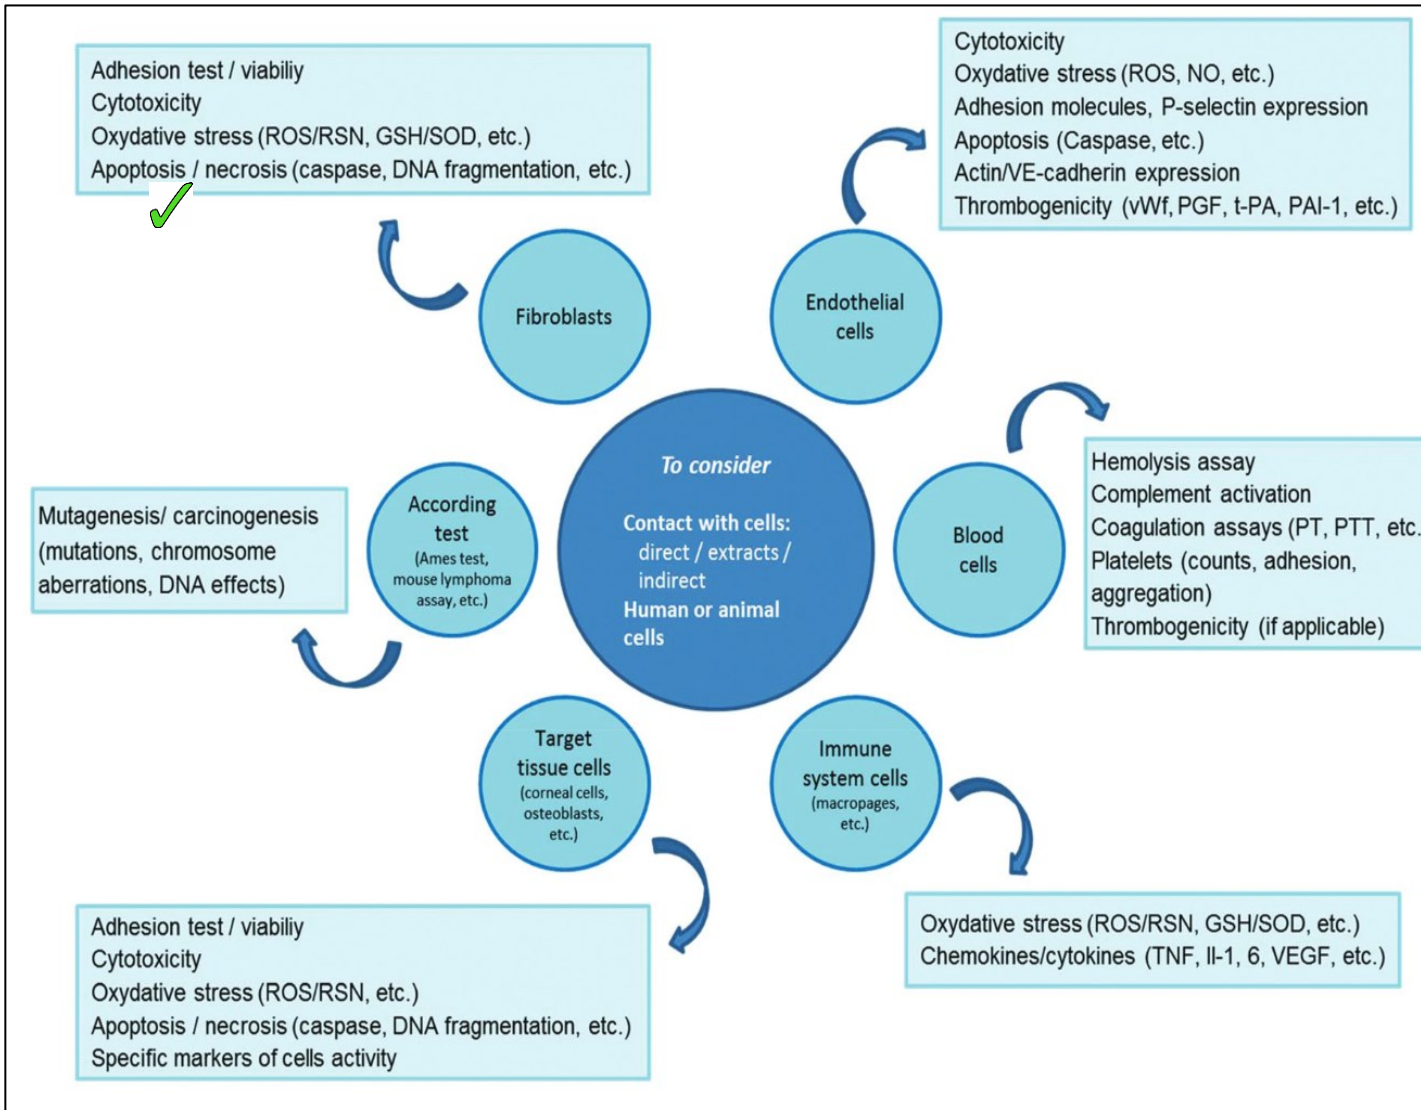 Adhesion test / viabiliy
Cytotoxicity
Oxydative stress (ROS/RSN, GSH/SOD, etc.)
Apoptosis / necrosis (caspase, DNA fragmentation, etc.)
Cytotoxicity
Oxydative stress (ROS, NO, etc.)
Adhesion molecules, P-selectin expression
Apoptosis (Caspase, etc.)
Actin/VE-cadherin expression
Thrombogenicity (vWf, PGF, t-PA, PAI-1, etc.)
Fibroblasts
Endothelial
cells
To consider
Contact with cells:
direct / extracts /
indirect
Human or animal
cells
Blood
cells
Hemolysis assay
Complement activation
Coagulation assays (PT, PTT, etc.
Platelets (counts, adhesion,
aggregation)
Thrombogenicity (if applicable)
According
test
(Ames test,
mouse lymphoma
assay, etc.)
Mutagenesis/ carcinogenesis
(mutations, chromosome
aberrations, DNA effects)
Target
tissue cells
(corneal cells,
osteoblasts,
etc.)
Immune
system cells
(macropages,
etc.)
Adhesion test / viabiliy
Cytotoxicity
Oxydative stress (ROS/RSN, etc.)
Apoptosis / necrosis (caspase, DNA fragmentation, etc.)
Specific markers of cells activity
Oxydative stress (ROS/RSN, GSH/SOD, etc.)
Chemokines/cytokines (TNF, Il-1, 6, VEGF, etc.)